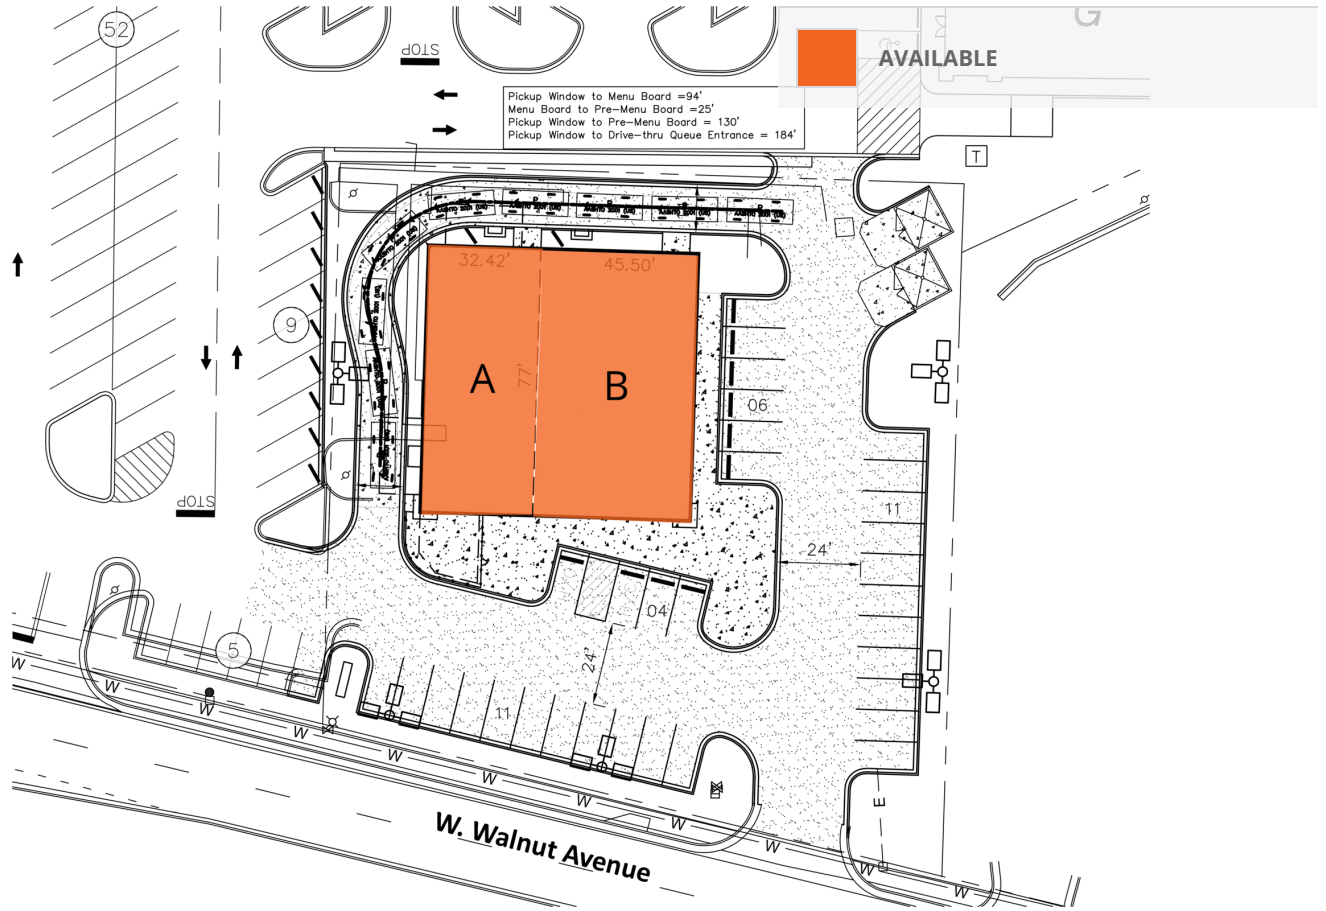 52
STOP
G
AVAILABLE
Pickup Window to Menu Board =94'
Menu Board to Pre-Menu Board =25'
Pickup Window to Pre-Menu Board = 130'
Pickup Window to Drive-thru Queue Entrance = 184'
T
32.42'
45.50'
9
A
77'
B
06
STOP
11
24'
04
5
24'
11
W
W
W
W
W
W
W
W
W
W
W
E
W. Walnut Avenue